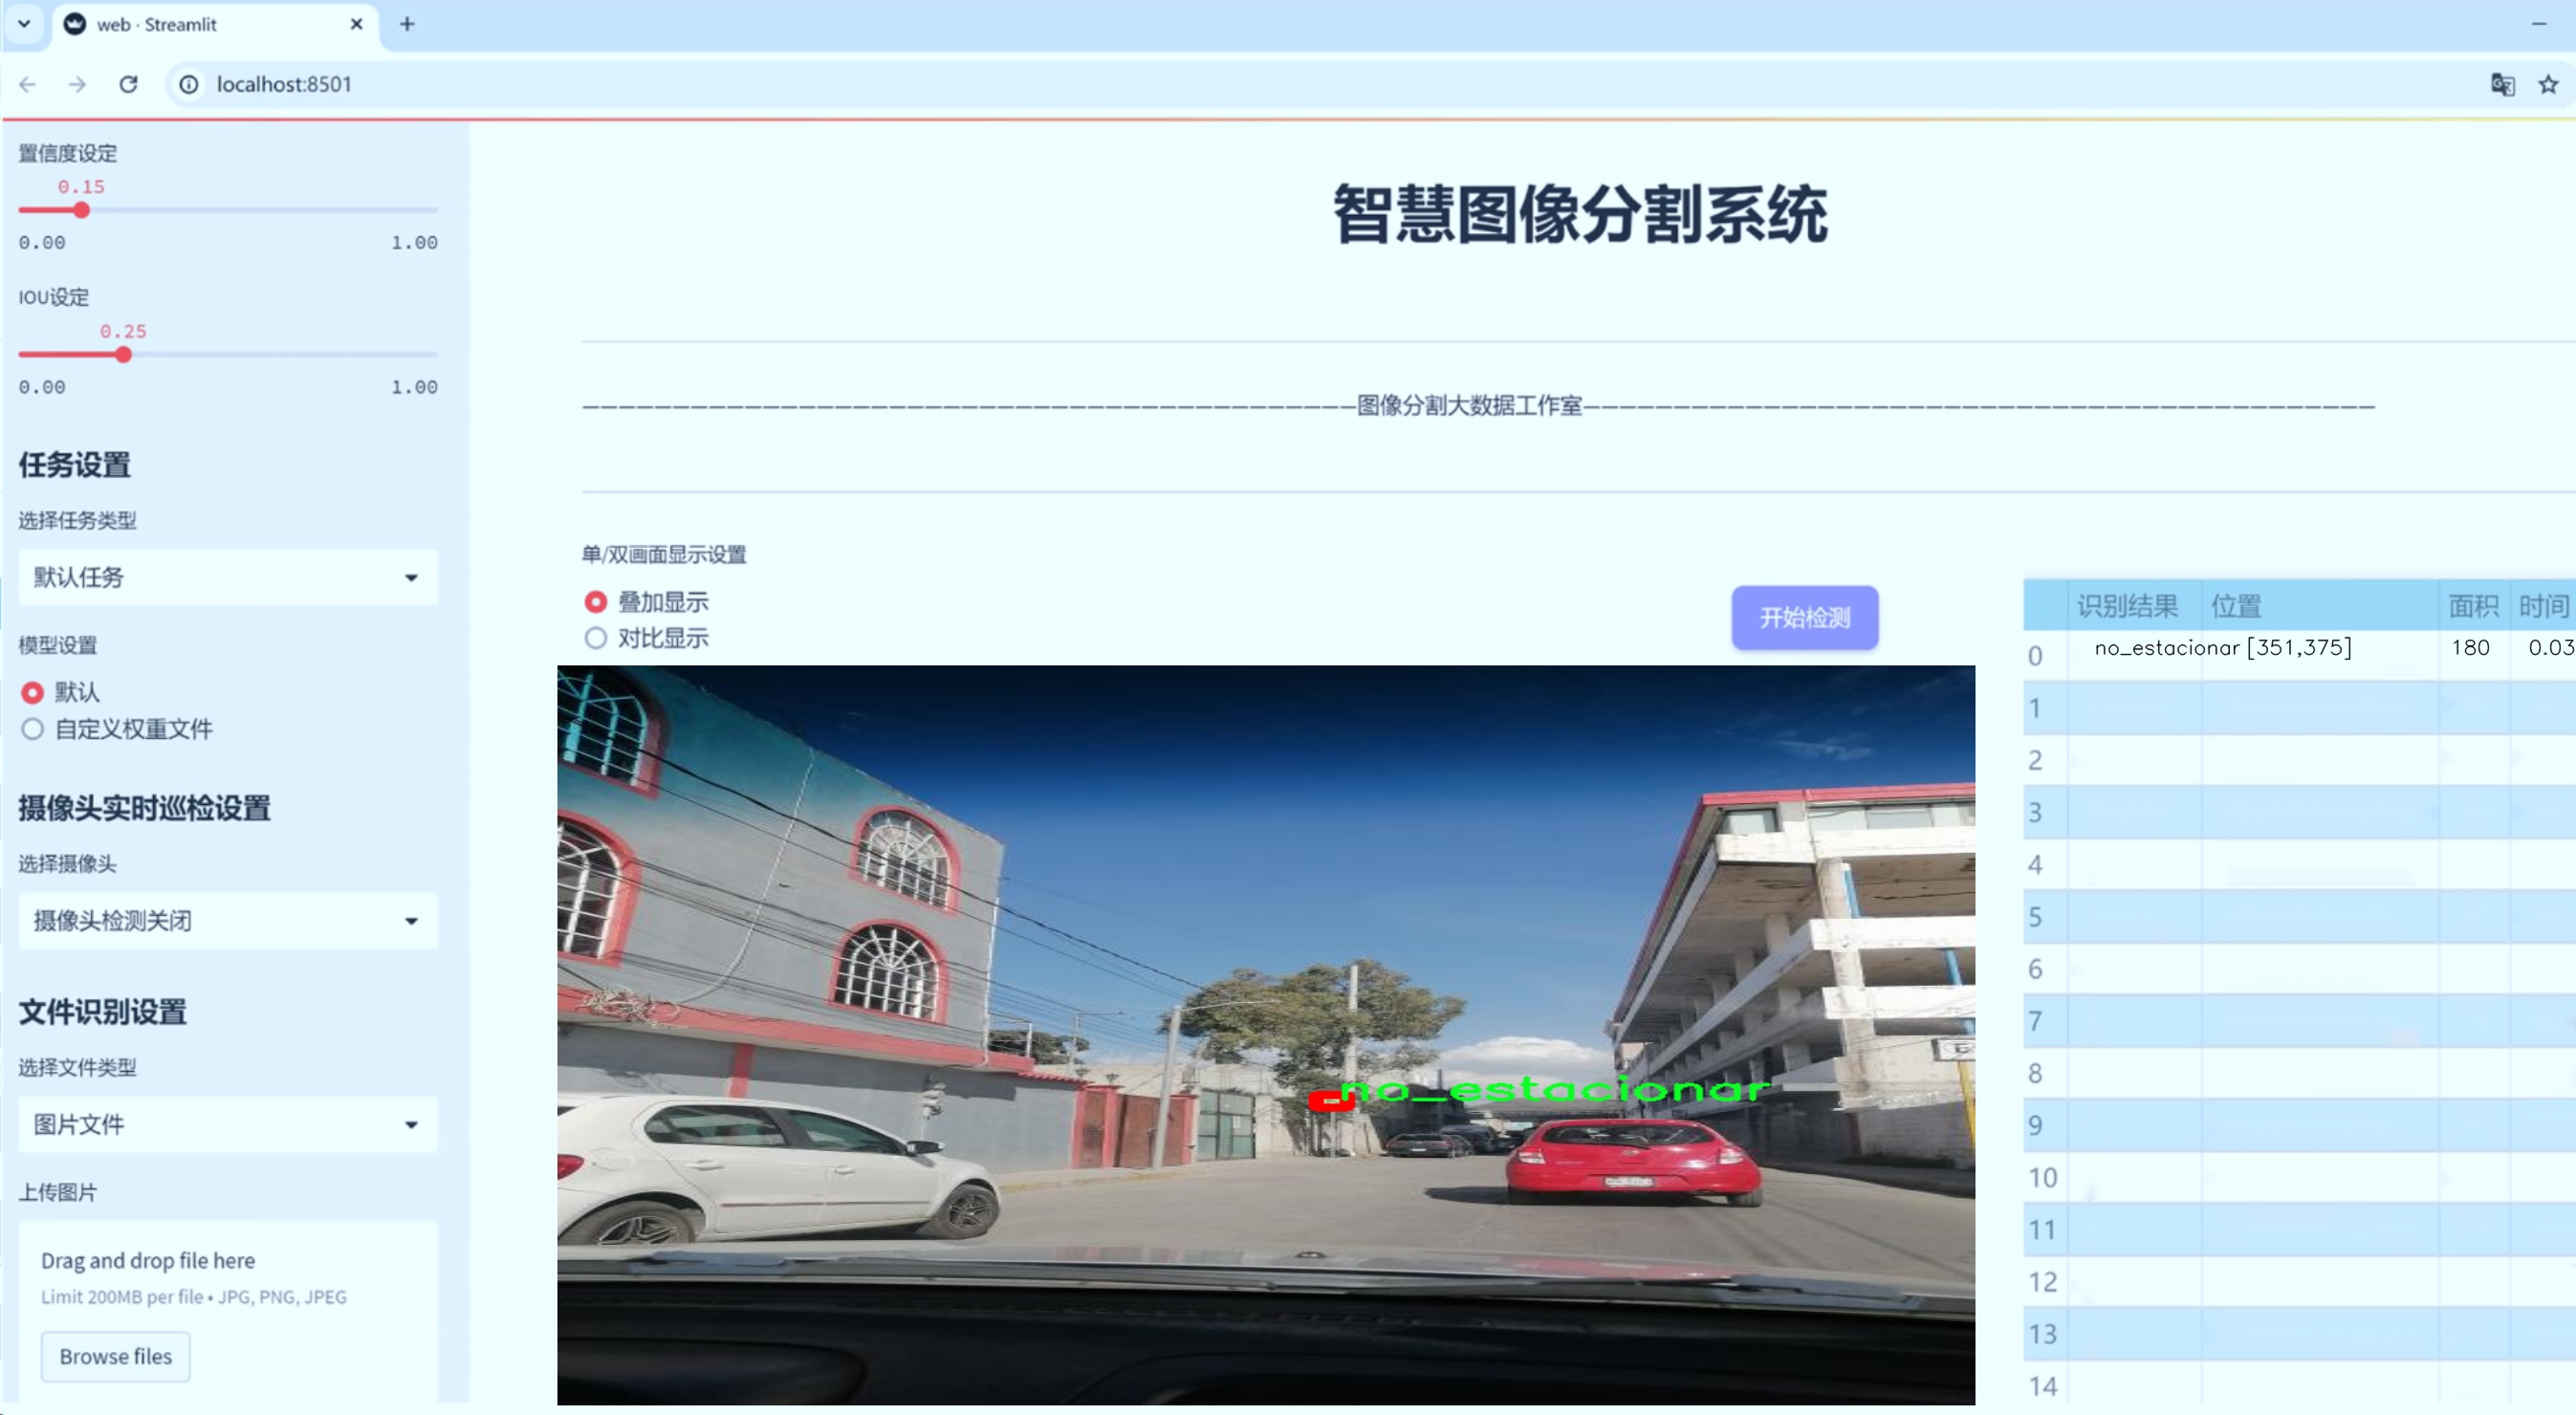 web · Streamlit
localhost:8501
置信度设定
0.15
0.00 1.00
IOU设定
0.25
0.00 1.00
任务设置
选择任务类型
默认任务
模型设置
默认
自定义权重文件
摄像头实时巡检设置
选择摄像头
摄像头检测关闭
文件识别设置
选择文件类型
图片文件
上传图片
Drag and drop file here
Limit 200MB per file • JPG, PNG, JPEG
Browse files
智慧图像分割系统
图像分割大数据工作室
单/双画面显示设置
叠加显示
对比显示
开始检测
no_estacionar
识别结果 位置 面积 时间
0 no_estacionar [351,375] 180 0.03
1
2
3
4
5
6
7
8
9
10
11
12
13
14